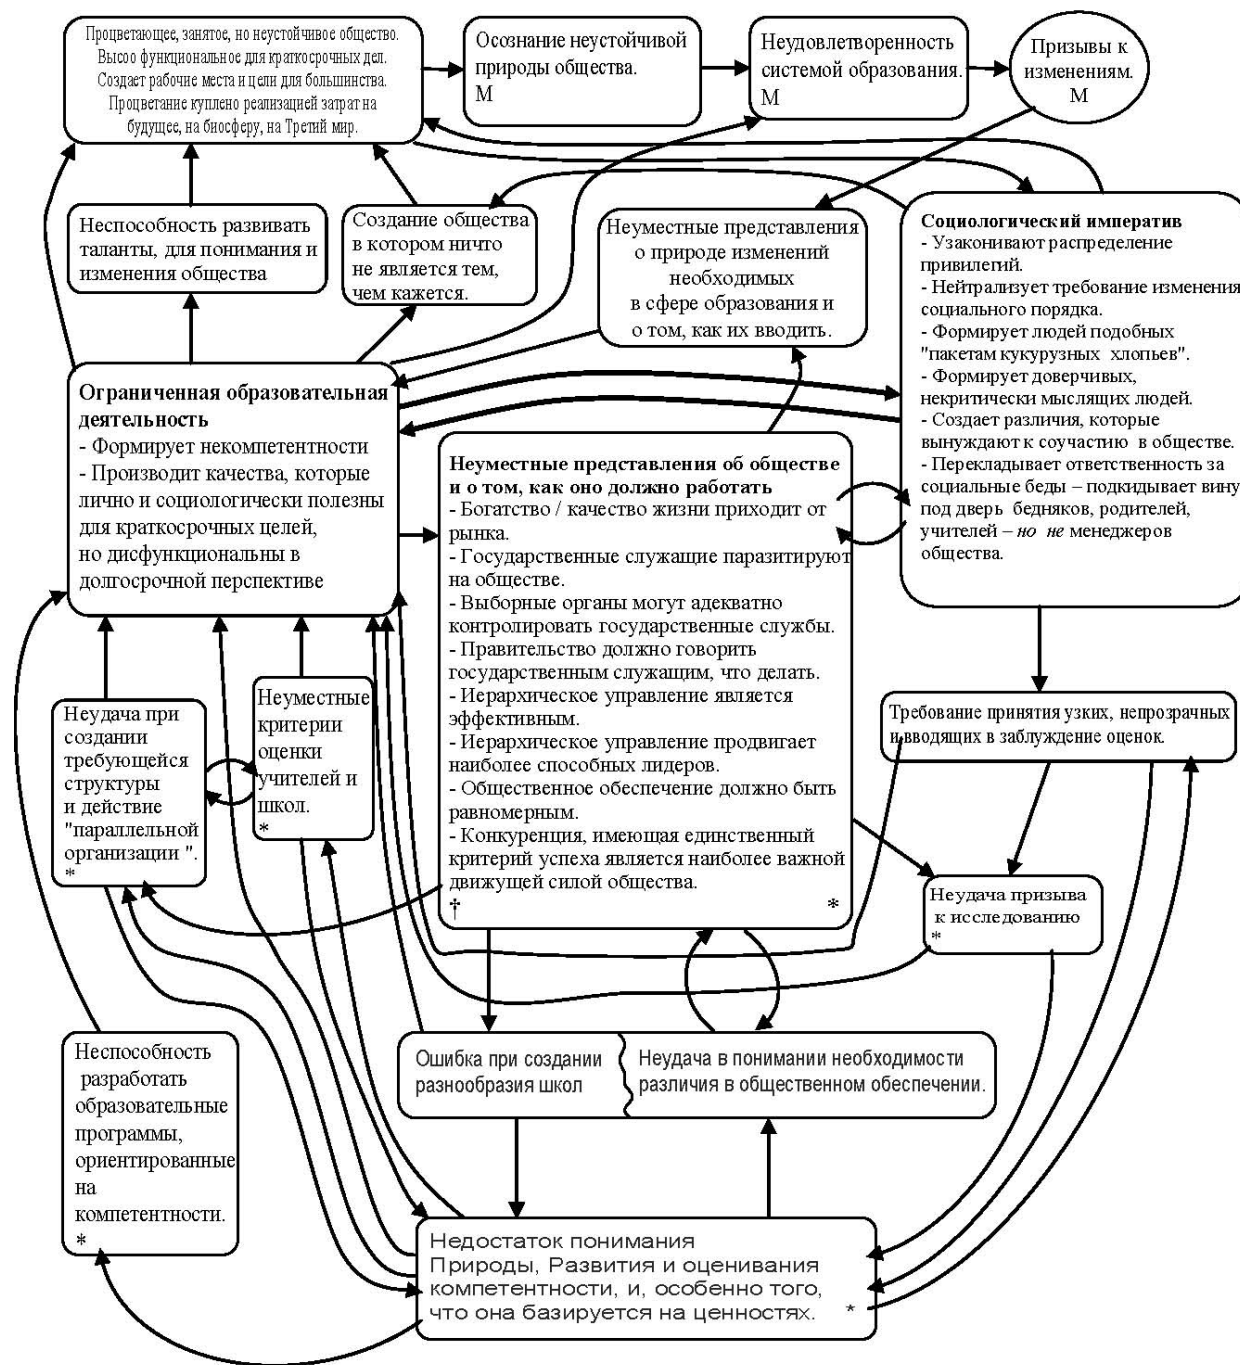 Процветающее, занятое, но неустойчивое общество.
Высоо функциональное для краткосрочных дел.
Создает рабочие места и цели для большинства.
Процветание куплено реализацией затрат на
будущее, на биосферу, на Третий мир.
Осознание неустойчивой
природы общества.
М
Неудовлетворенность
системой образования.
М
Призывы к
изменениям.
М
Неспособность развивать
таланты, для понимания и
изменения общества
Создание общества
в котором ничто
не является тем,
чем кажется.
Неуместные представления
о природе изменений
необходимых
в сфере образования и
о том, как их вводить.
Социологический императив
- Узаконивают распределение
привилегий.
- Нейтрализует требование изменения
социального порядка.
- Формирует людей подобных
"пакетам кукурузных хлопьев".
- Формирует доверчивых,
некритически мыслящих людей.
- Создает различия, которые
вынуждают к соучастию в обществе.
- Перекладывает ответственность за
социальные беды – подкидывает вину
под дверь бедняков, родителей,
учителей – но не менеджеров
общества.
Ограниченная образовательная
деятельность
- Формирует некомпетентности
- Производит качества, которые
лично и социологически полезны
для краткосрочных целей,
но дисфункциональны в
долгосрочной перспективе
Неуместные представления об обществе
и о том, как оно должно работать
- Богатство / качество жизни приходит от
рынка.
- Государственные служащие паразитируют
на обществе.
- Выборные органы могут адекватно
контролировать государственные службы.
- Правительство должно говорить
государственным служащим, что делать.
- Иерархическое управление является
эффективным.
- Иерархическое управление продвигает
наиболее способных лидеров.
- Общественное обеспечение должно быть
равномерным.
- Конкуренция, имеющая единственный
критерий успеха является наиболее важной
движущей силой общества.
† *
Неудача при
создании
требующейся
структуры
и действие
"параллельной
организации ".
*
Неуместные
критерии
оценки
учителей и
школ.
*
Требование принятия узких, непрозрачных
и вводящих в заблуждение оценок.
Неудача призыва
к исследованию
*
Неспособность
разработать
образовательные
программы,
ориентированные
на
компетентности.
*
Ошибка при создании
разнообразия школ
Неудача в понимании необходимости
различия в общественном обеспечении.
Недостаток понимания
Природы, Развития и оценивания
компетентности, и, особенно того,
что она базируется на ценностях. *